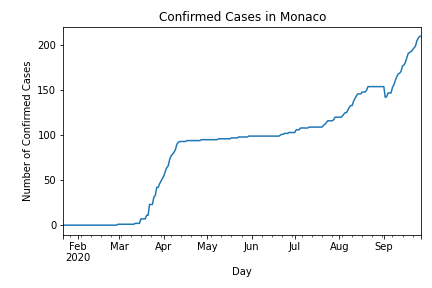 Confirmed Cases in Monaco
Number of Confirmed Cases
200
150
100
50
0
Feb Mar Apr May Jun Jul Aug Sep
2020
Day